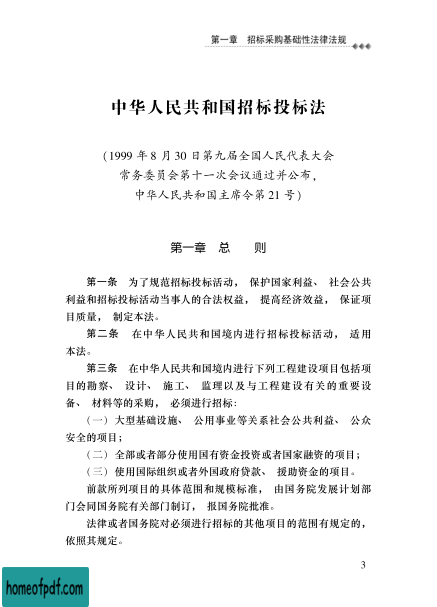 第一章　招标采购基础性法律法规
中华人民共和国招标投标法
(1999 年 8 月 30 日第九届全国人民代表大会
常务委员会第十一次会议通过并公布，
中华人民共和国主席令第 21 号)
第一章　总　则
第一条　为了规范招标投标活动， 保护国家利益、 社会公共
利益和招标投标活动当事人的合法权益， 提高经济效益， 保证项
目质量， 制定本法。
第二条　在中华人民共和国境内进行招标投标活动， 适用
本法。
第三条　在中华人民共和国境内进行下列工程建设项目包括项
目的勘察、 设计、 施工、 监理以及与工程建设有关的重要设
备、 材料等的采购， 必须进行招标:
(一) 大型基础设施、 公用事业等关系社会公共利益、 公众
安全的项目;
(二) 全部或者部分使用国有资金投资或者国家融资的项目;
(三) 使用国际组织或者外国政府贷款、 援助资金的项目。
前款所列项目的具体范围和规模标准， 由国务院发展计划部
门会同国务院有关部门制订， 报国务院批准。
法律或者国务院对必须进行招标的其他项目的范围有规定的，
依照其规定。
3
homeofpdf.com